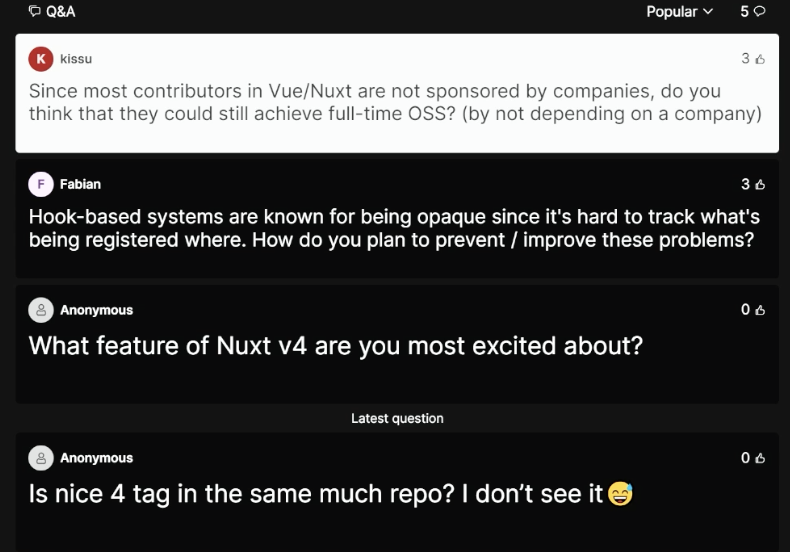 Q&A
Popular
5
K
kissu
3
Since most contributors in Vue/Nuxt are not sponsored by companies, do you
think that they could still achieve full-time OSS? (by not depending on a company)
F
Fabian
3
Hook-based systems are known for being opaque since it's hard to track what's
being registered where. How do you plan to prevent / improve these problems?
Anonymous
0
What feature of Nuxt v4 are you most excited about?
Latest question
Anonymous
0
Is nice 4 tag in the same much repo? I don’t see it😅